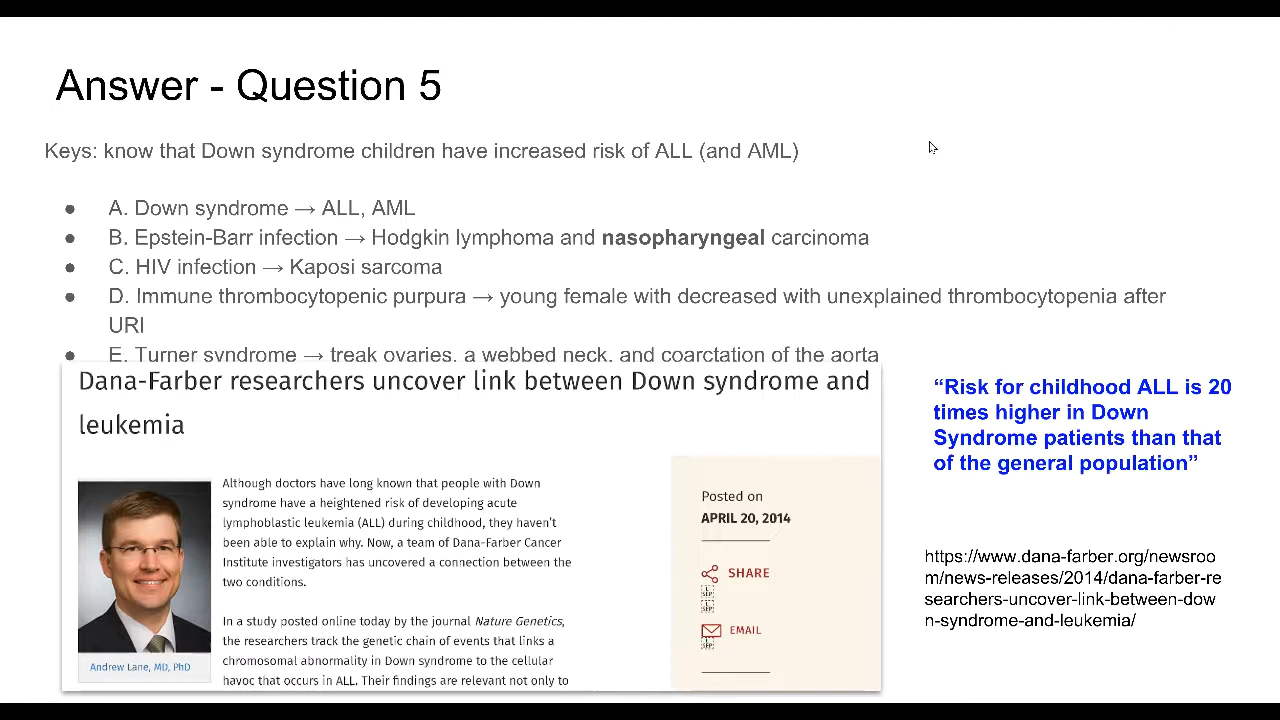 Answer - Question 5
Keys: know that Down syndrome children have increased risk of ALL (and AML)
● A. Down syndrome → ALL, AML
● B. Epstein-Barr infection → Hodgkin lymphoma and nasopharyngeal carcinoma
● C. HIV infection → Kaposi sarcoma
● D. Immune thrombocytopenic purpura → young female with decreased with unexplained thrombocytopenia after
URI
● E. Turner syndrome → treak ovaries, a webbed neck, and coarctation of the aorta
Dana-Farber researchers uncover link between Down syndrome and
leukemia
Although doctors have long known that people with Down
syndrome have a heightened risk of developing acute
lymphoblastic leukemia (ALL) during childhood, they haven't
been able to explain why. Now, a team of Dana-Farber Cancer
Institute investigators has uncovered a connection between the
two conditions.
In a study posted online today by the journal Nature Genetics,
the researchers track the genetic chain of events that links a
chromosomal abnormality in Down syndrome to the cellular
havoc that occurs in ALL. Their findings are relevant not only to
Andrew Lane, MD, PhD
Posted on
APRIL 20, 2014
SHARE
L SEP
L SEP
EMAIL
L SEP
“Risk for childhood ALL is 20
times higher in Down
Syndrome patients than that
of the general population”
https://www.dana-farber.org/newsroo
m/news-releases/2014/dana-farber-re
searchers-uncover-link-between-dow
n-syndrome-and-leukemia/